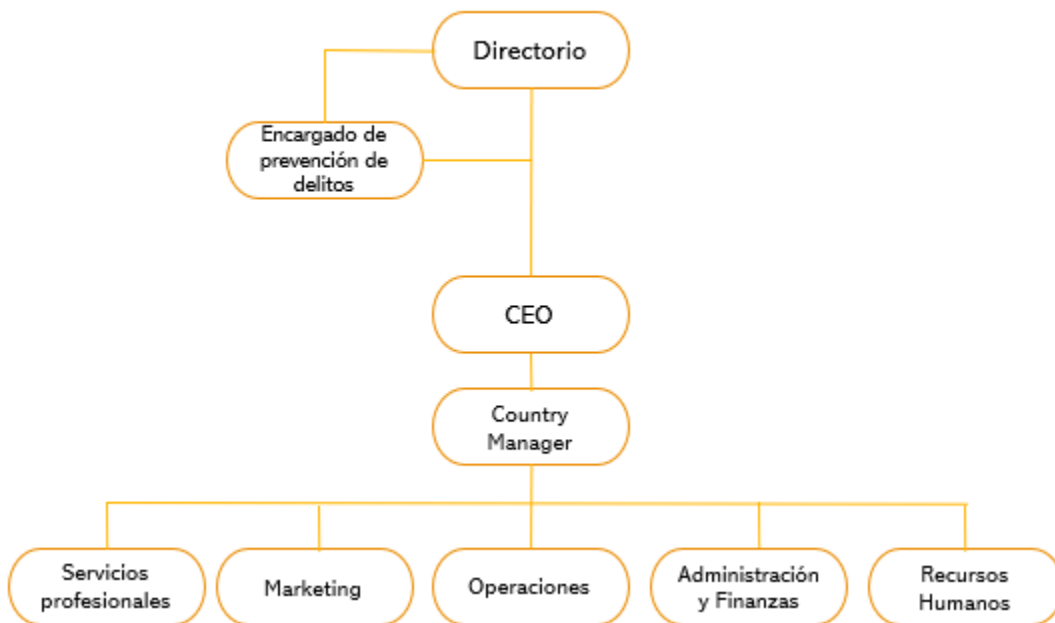 Directorio
Encargado de
prevención de
delitos
CEO
Country
Manager
Servicios
profesionales
Marketing
Operaciones
Administración
y Finanzas
Recursos
Humanos